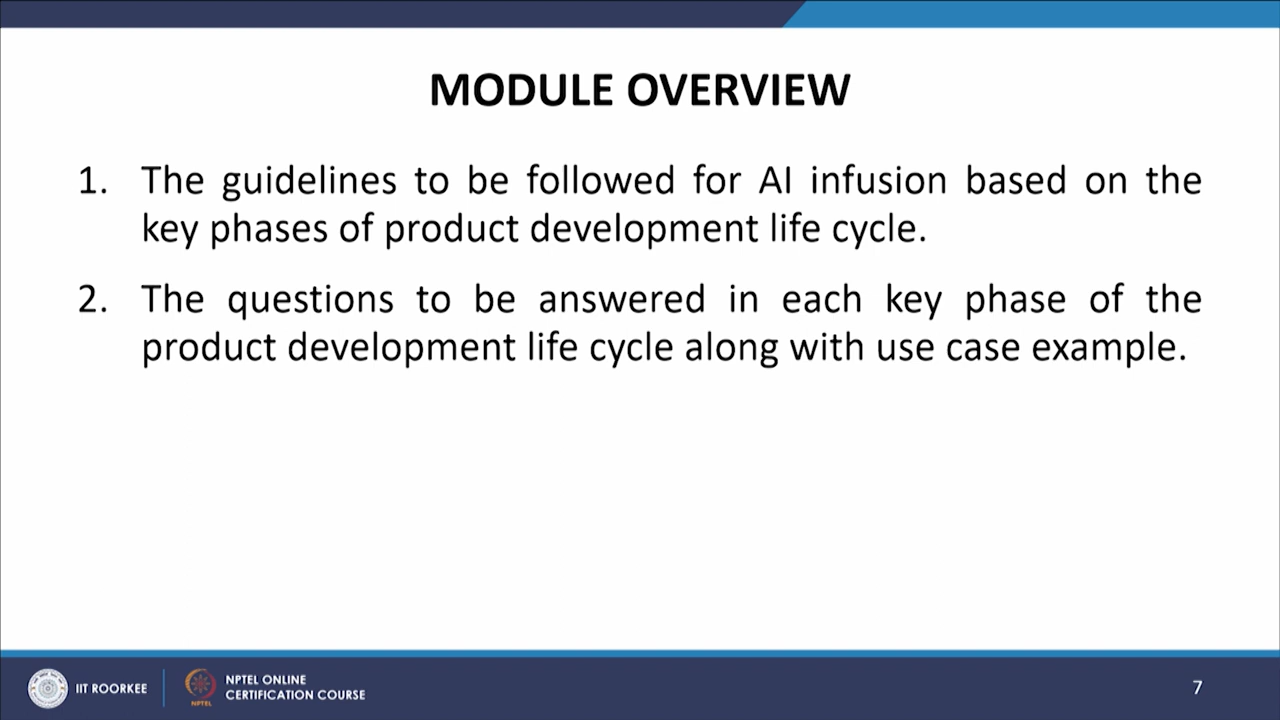 MODULE OVERVIEW
1. The guidelines to be followed for AI infusion based on the
key phases of product development life cycle.
2. The questions to be answered in each key phase of the
product development life cycle along with use case example.
IIT ROORKEE
NPTEL
NPTEL ONLINE
CERTIFICATION COURSE
7